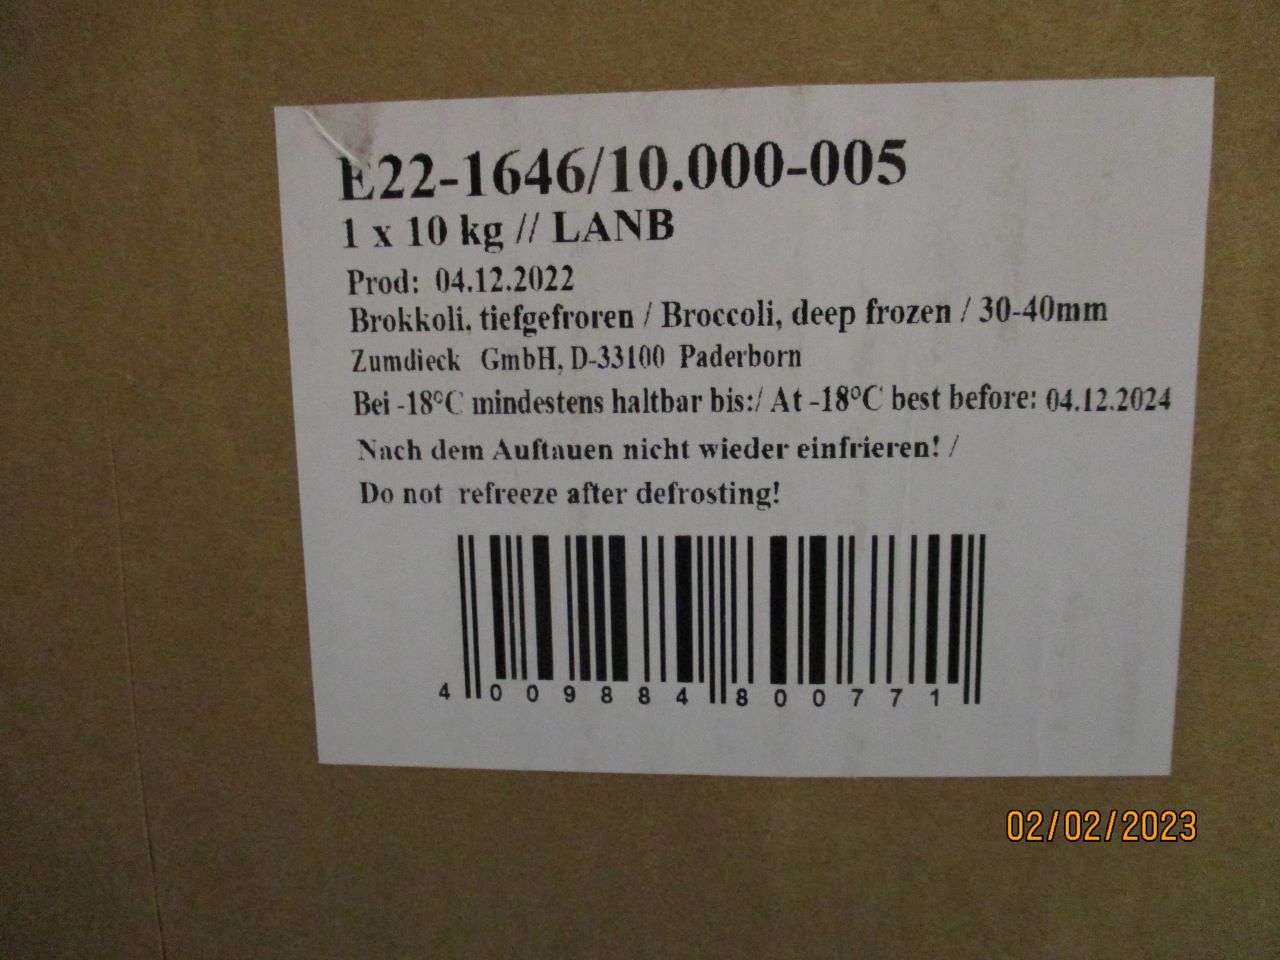 E22-1646/10.000-005
1 x 10 kg // LANB
Prod: 04.12.2022
Brokkoli, tiefgefroren / Broccoli, deep frozen / 30-40mm
Zumdieck GmbH, D-33100 Paderborn
Bei -18°C mindestens haltbar bis:/ At -18°C best before: 04.12.2024
Nach dem Auftauen nicht wieder einfrieren! /
Do not refreeze after defrosting!
4 009884 800771
02/02/2023